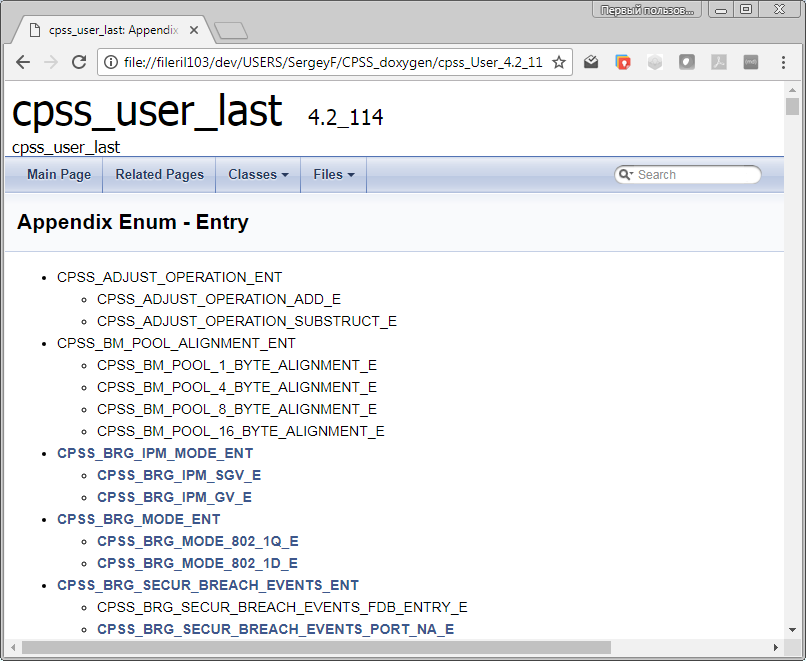 Первый пользов...
cpss_user_last: Appendix
file://fileril103/dev/USERS/SergeyF/CPSS_doxygen/cpss_User_4.2_11
cpss_user_last 4.2_114
cpss_user_last
Main Page Related Pages Classes Files Search
Appendix Enum - Entry
CPSS_ADJUST_OPERATION_ENT
CPSS_ADJUST_OPERATION_ADD_E
CPSS_ADJUST_OPERATION_SUBSTRUCT_E
CPSS_BM_POOL_ALIGNMENT_ENT
CPSS_BM_POOL_1_BYTE_ALIGNMENT_E
CPSS_BM_POOL_4_BYTE_ALIGNMENT_E
CPSS_BM_POOL_8_BYTE_ALIGNMENT_E
CPSS_BM_POOL_16_BYTE_ALIGNMENT_E
CPSS_BRG_IPM_MODE_ENT
CPSS_BRG_IPM_SGV_E
CPSS_BRG_IPM_GV_E
CPSS_BRG_MODE_ENT
CPSS_BRG_MODE_802_1Q_E
CPSS_BRG_MODE_802_1D_E
CPSS_BRG_SECUR_BREACH_EVENTS_ENT
CPSS_BRG_SECUR_BREACH_EVENTS_FDB_ENTRY_E
CPSS_BRG_SECUR_BREACH_EVENTS_PORT_NA_E